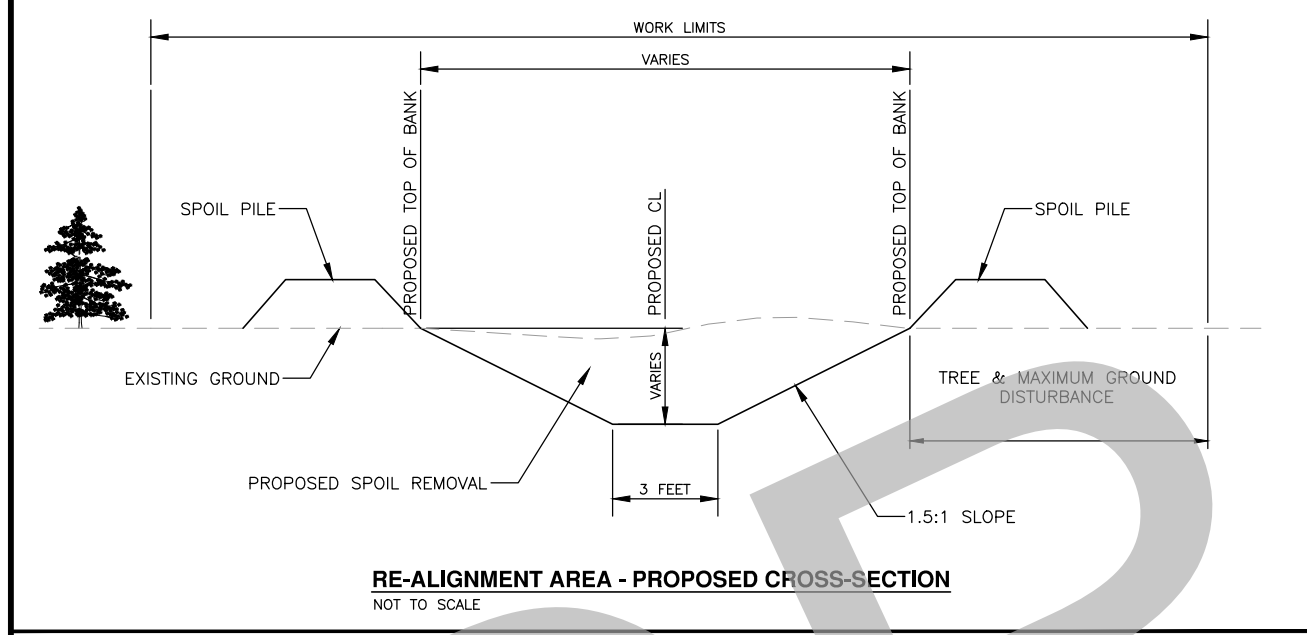 WORK LIMITS
VARIES
PROPOSED TOP OF BANK
PROPOSED CL
PROPOSED TOP OF BANK
SPOIL PILE
SPOIL PILE
VARIES
EXISTING GROUND
TREE & MAXIMUM GROUND
DISTURBANCE
PROPOSED SPOIL REMOVAL
3 FEET
1.5:1 SLOPE
RE-ALIGNMENT AREA - PROPOSED CROSS-SECTION
NOT TO SCALE